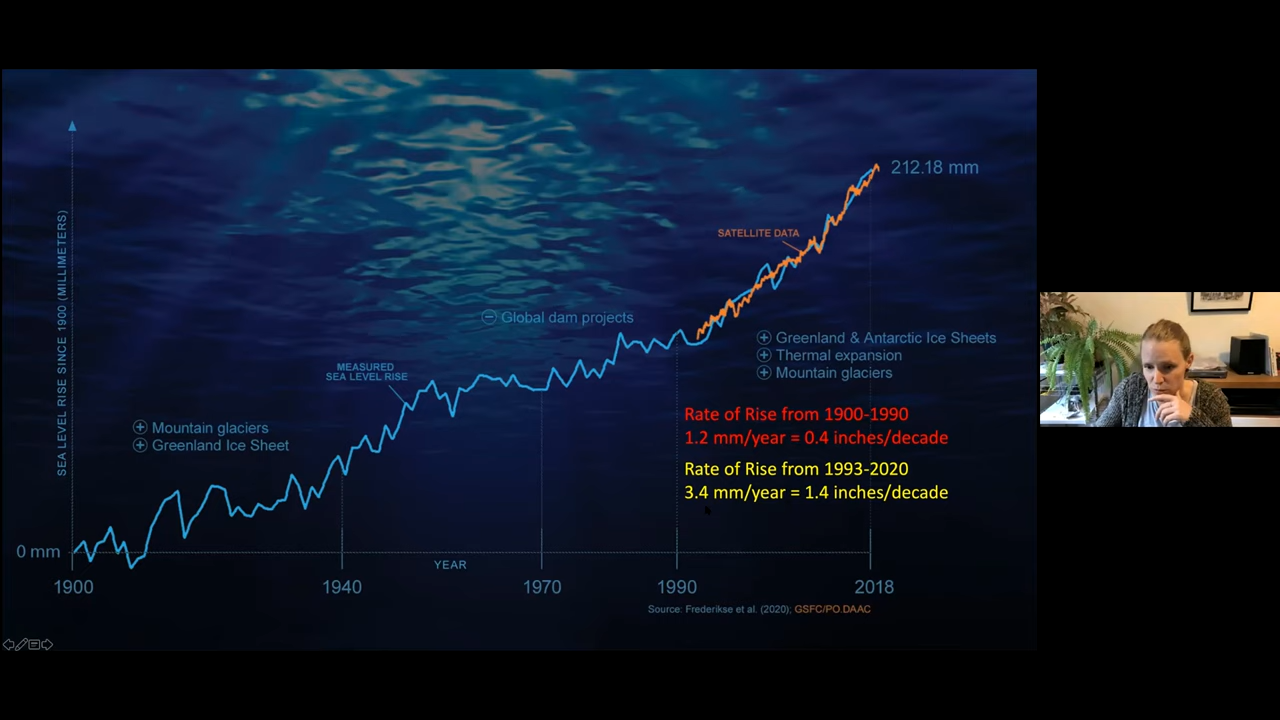 212.18 mm
SATELLITE DATA
SEA LEVEL RISE SINCE 1900 (MILLIMETERS)
⊖ Global dam projects
⊕ Greenland & Antarctic Ice Sheets
⊕ Thermal expansion
⊕ Mountain glaciers
MEASURED
SEA LEVEL RISE
⊕ Mountain glaciers
⊕ Greenland Ice Sheet
Rate of Rise from 1900-1990
1.2 mm/year = 0.4 inches/decade
Rate of Rise from 1993-2020
3.4 mm/year = 1.4 inches/decade
0 mm
YEAR
1900 1940 1970 1990 2018
Source: Frederikse et al. (2020); GSFC/PO.DAAC